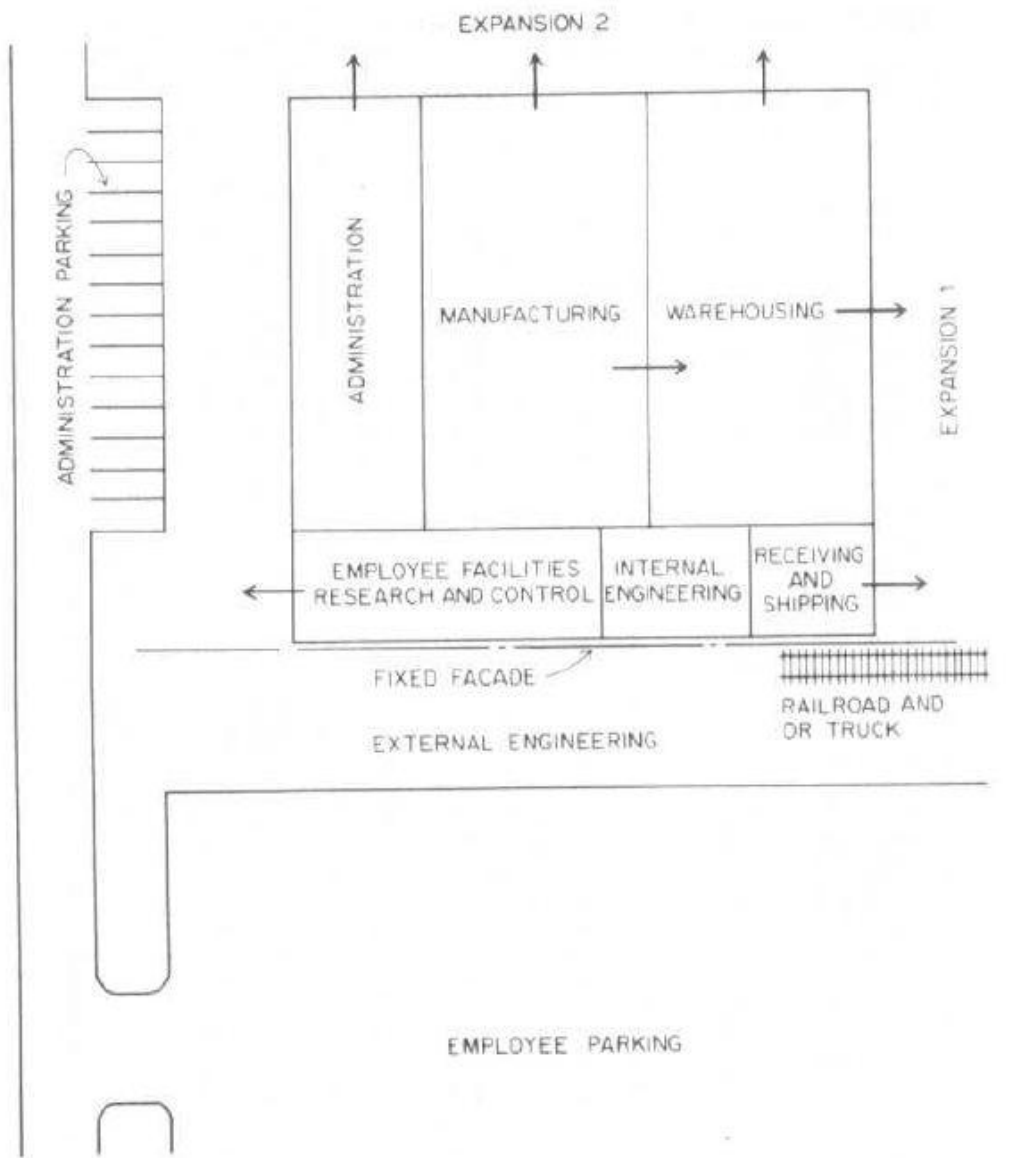 EXPANSION 2
ADMINISTRATION PARKING
ADMINISTRATION
MANUFACTURING
WAREHOUSING
EXPANSION 1
EMPLOYEE FACILITIES
RESEARCH AND CONTROL
INTERNAL
ENGINEERING
RECEIVING
AND
SHIPPING
FIXED FACADE
RAILROAD AND
OR TRUCK
EXTERNAL ENGINEERING
EMPLOYEE PARKING